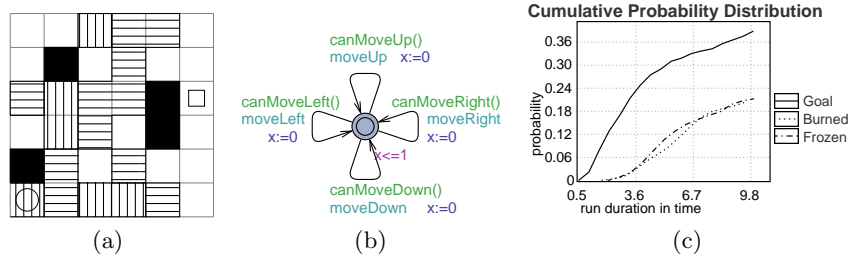 canMoveUp()
moveUp x:=0
canMoveLeft()
moveLeft
x:=0
canMoveRight()
moveRight
x:=0
x<=1
canMoveDown()
moveDown x:=0
Cumulative Probability Distribution
probability
0.36
0.30
0.24
0.18
0.12
0.06
0
0.5 3.6 6.7 9.8
run duration in time
Goal
Burned
Frozen
(a) (b) (c)